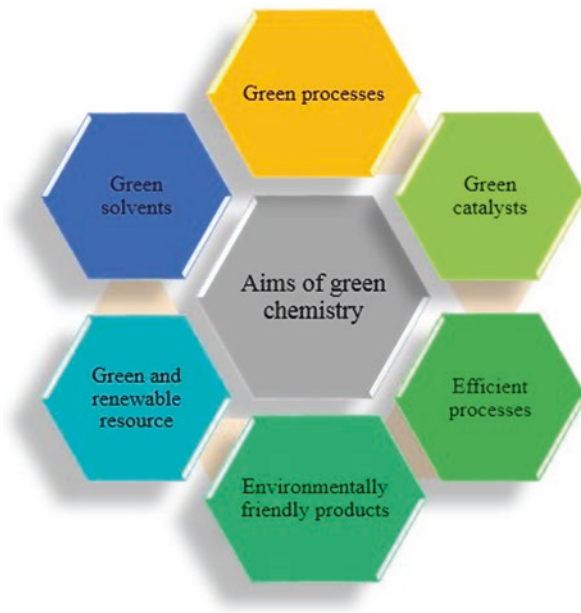 Green processes
Green
solvents
Green
catalysts
Aims of green
chemistry
Green and
renewable
resource
Efficient
processes
Environmentally
friendly products